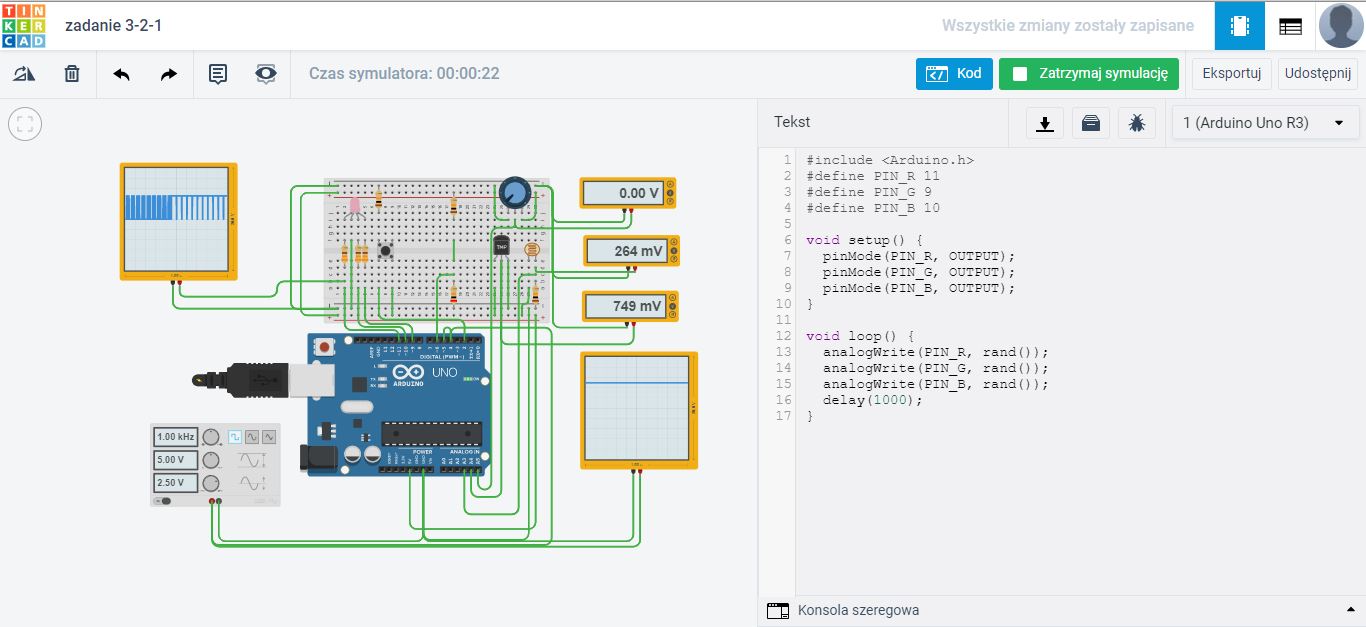 TIN
KER
CAD
zadanie 3-2-1
Wszystkie zmiany zostały zapisane
Czas symulatora: 00:00:22
Kod
Zatrzymaj symulację
Eksportuj
Udostępnij
Tekst
1 (Arduino Uno R3)
0.00 V
264 mV
749 mV
TMP
DIGITAL (PWM~)
UNO
ARDUINO
TX
RX
L
ON
POWER
ANALOG IN
1.00 kHz
5.00 V
2.50 V
1 #include <Arduino.h>
2 #define PIN_R 11
3 #define PIN_G 9
4 #define PIN_B 10
5
6 void setup() {
7 pinMode(PIN_R, OUTPUT);
8 pinMode(PIN_G, OUTPUT);
9 pinMode(PIN_B, OUTPUT);
10 }
11
12 void loop() {
13 analogWrite(PIN_R, rand());
14 analogWrite(PIN_G, rand());
15 analogWrite(PIN_B, rand());
16 delay(1000);
17 }
Konsola szeregowa